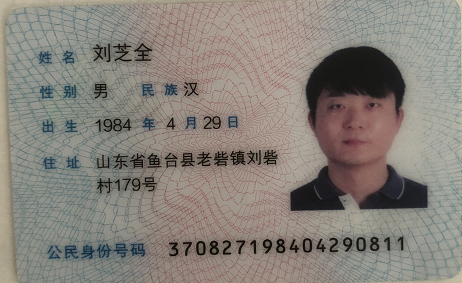 姓名 刘芝全
性别 男 民族 汉
出生 1984 年 4 月 29 日
住址 山东省鱼台县老砦镇刘砦
村179号
公民身份号码 370827198404290811